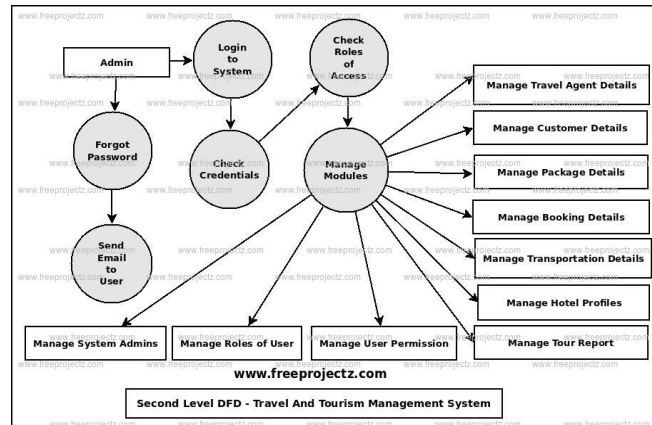 Admin
Login
to
System
Check
Roles
of
Access
Forgot
Password
Check
Credentials
Manage
Modules
Send
Email
to
User
Manage Travel Agent Details
Manage Customer Details
Manage Package Details
Manage Booking Details
Manage Transportation Details
Manage Hotel Profiles
Manage Tour Report
Manage System Admins
Manage Roles of User
Manage User Permission
www.freeprojectz.com
Second Level DFD - Travel And Tourism Management System